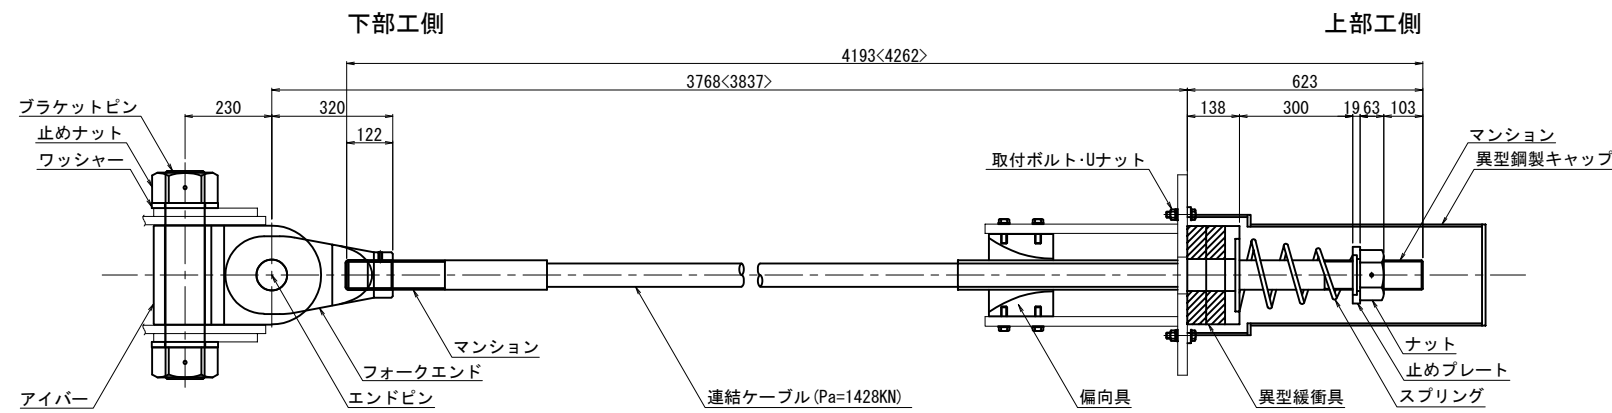 下部工側
上部工側
4193<4262>
3768<3837>
623
230
320
138
300
19
63
103
122
ブラケットピン
止めナット
ワッシャー
取付ボルト･Uナット
マンション
異型鋼製キャップ
アイバー
エンドピン
フォークエンド
マンション
連結ケーブル(Pa=1428KN)
偏向具
異型緩衝具
ナット
止めプレート
スプリング